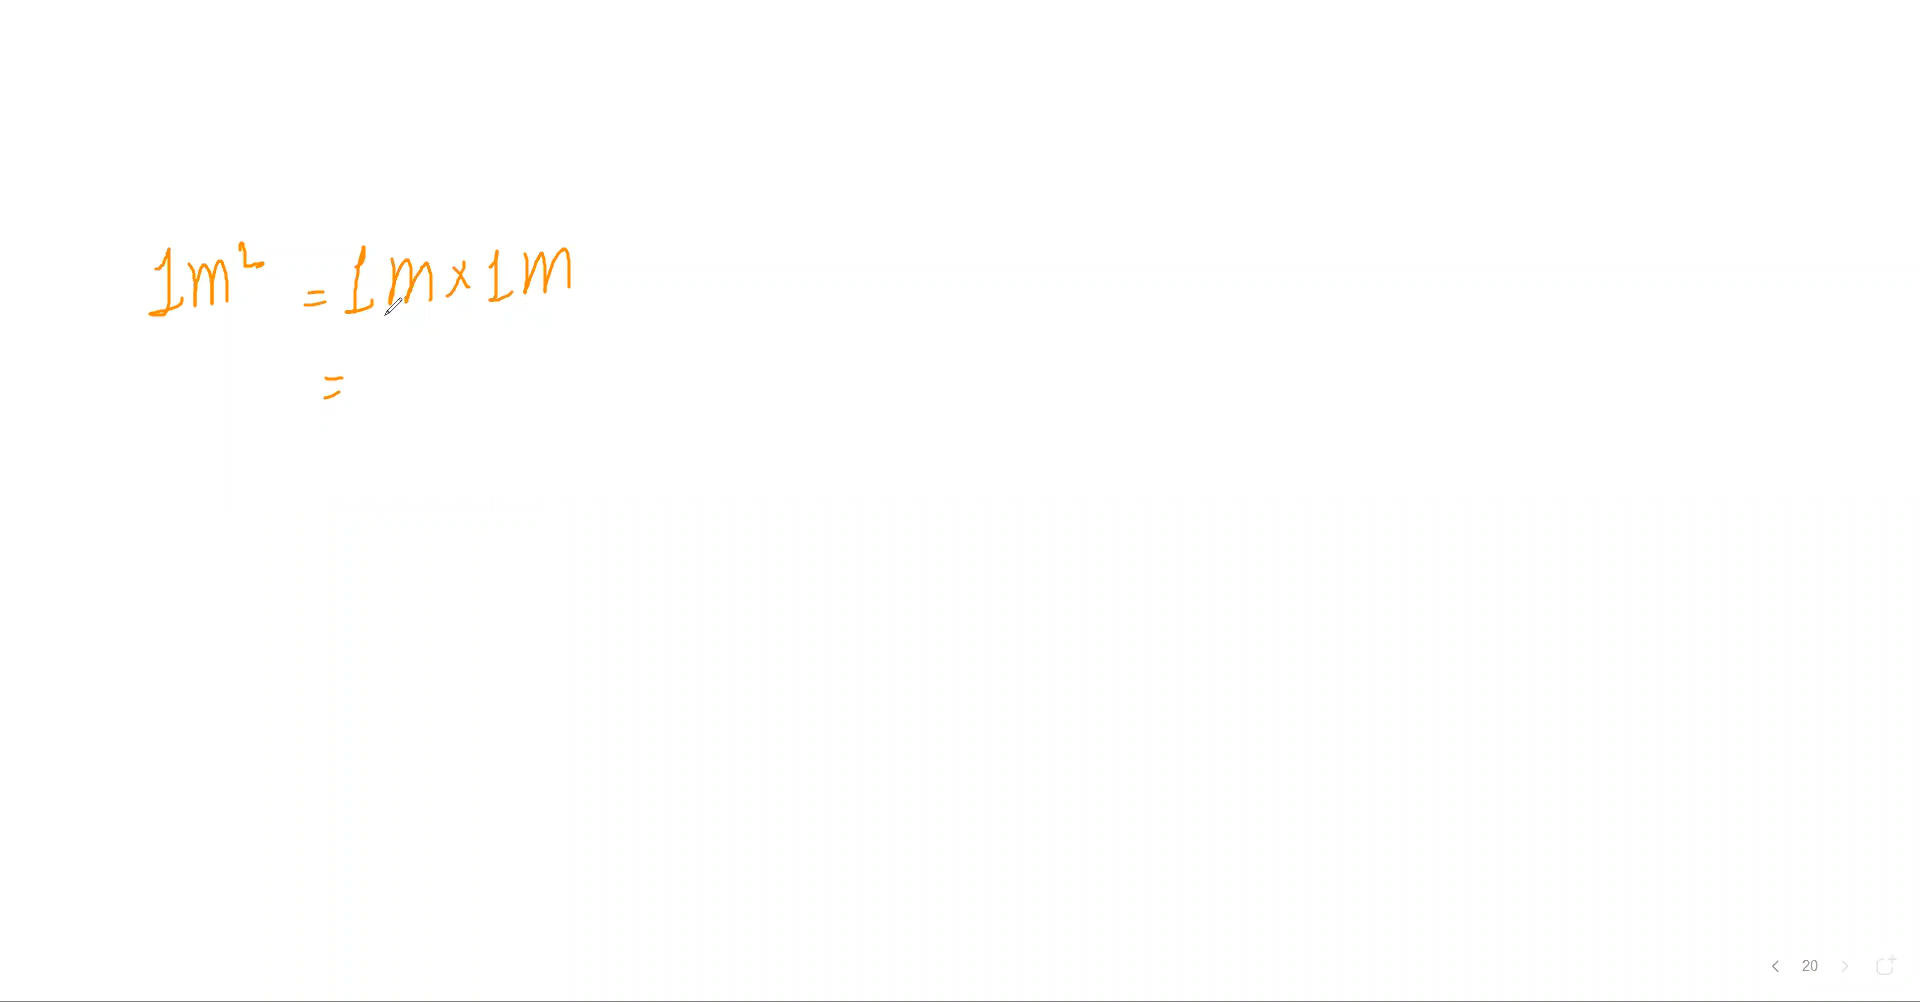 1m² = 1m×1m
=
20